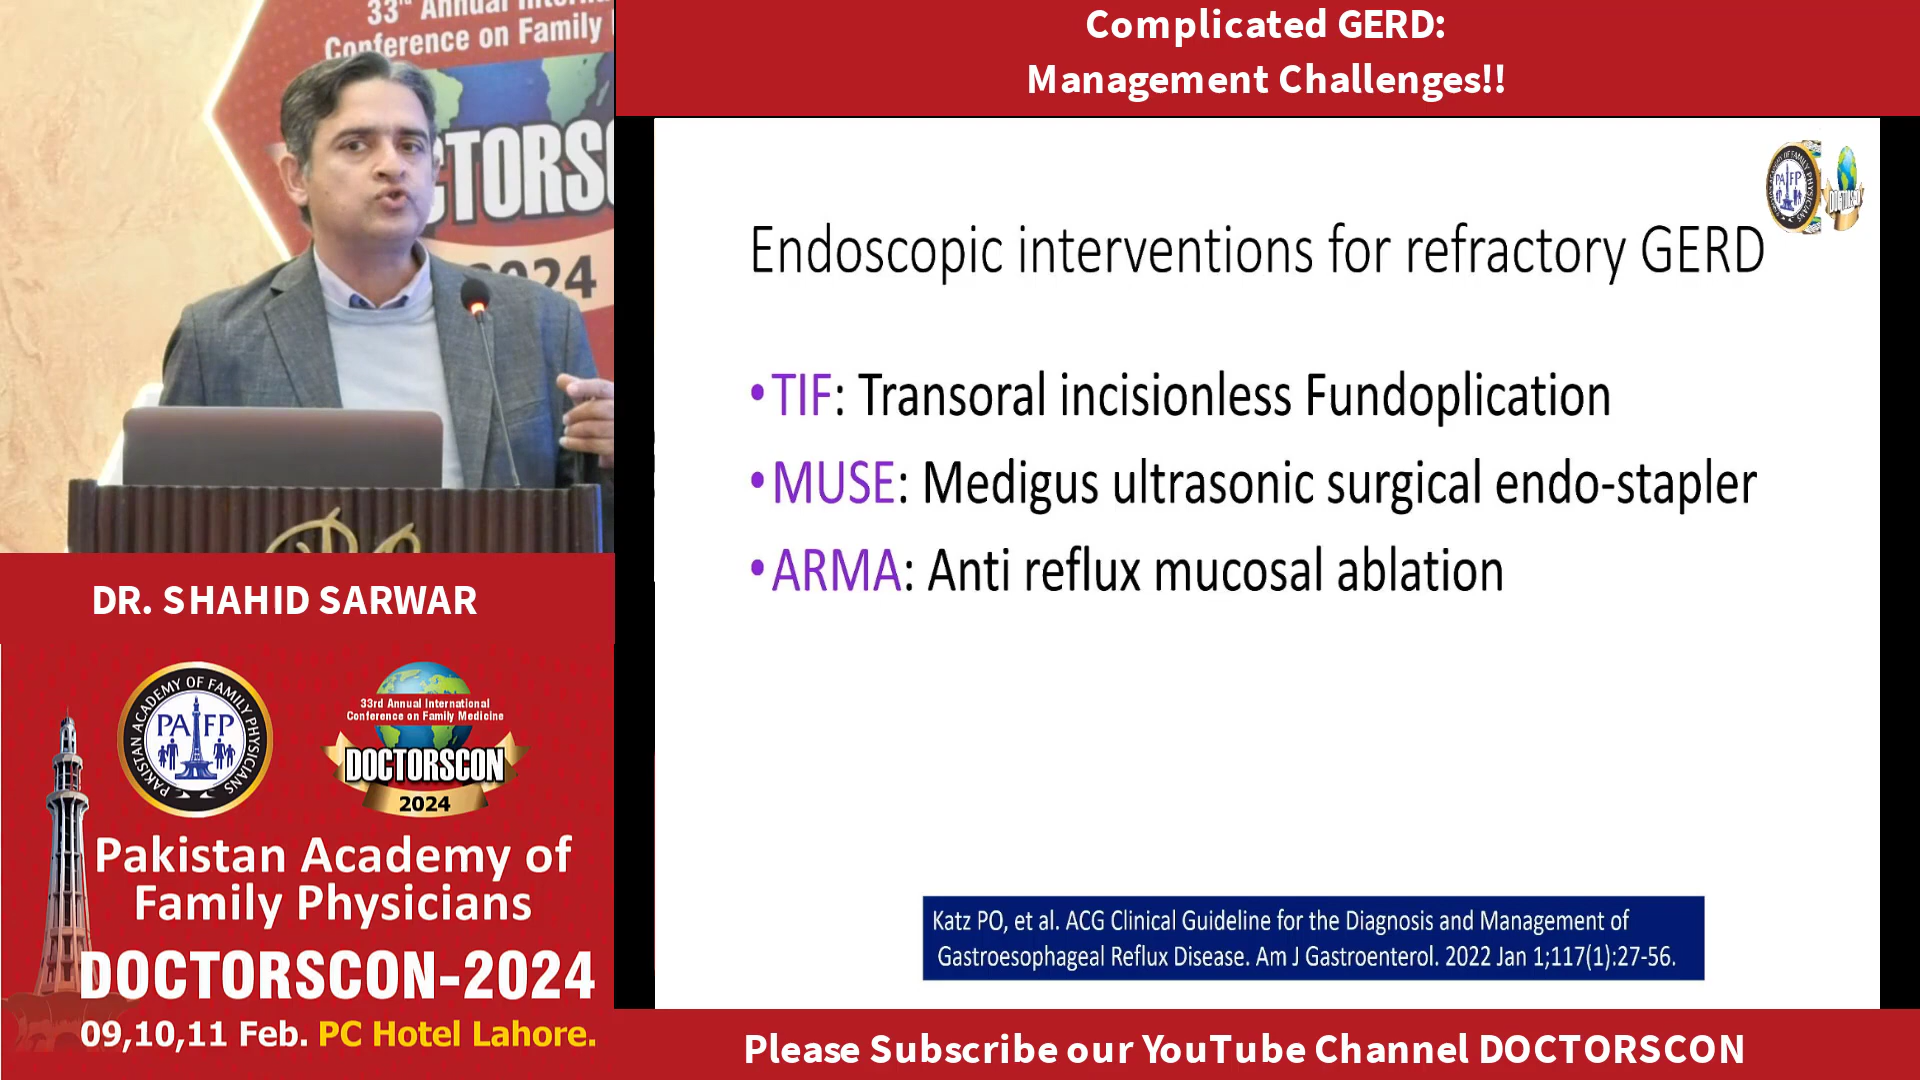 33rd Annual Interna
Conference on Family
CTORSC
2024
Complicated GERD:
Management Challenges!!
PAFP
DOCTORSCON
Endoscopic interventions for refractory GERD
•TIF: Transoral incisionless Fundoplication
•MUSE: Medigus ultrasonic surgical endo-stapler
•ARMA: Anti reflux mucosal ablation
Katz PO, et al. ACG Clinical Guideline for the Diagnosis and Management of
Gastroesophageal Reflux Disease. Am J Gastroenterol. 2022 Jan 1;117(1):27-56.
DR. SHAHID SARWAR
PAKISTAN ACADEMY OF FAMILY PHYSICIANS
PAFP
33rd Annual International
Conference on Family Medicine
DOCTORSCON
2024
Pakistan Academy of
Family Physicians
DOCTORSCON-2024
09,10,11 Feb. PC Hotel Lahore.
Please Subscribe our YouTube Channel DOCTORSCON